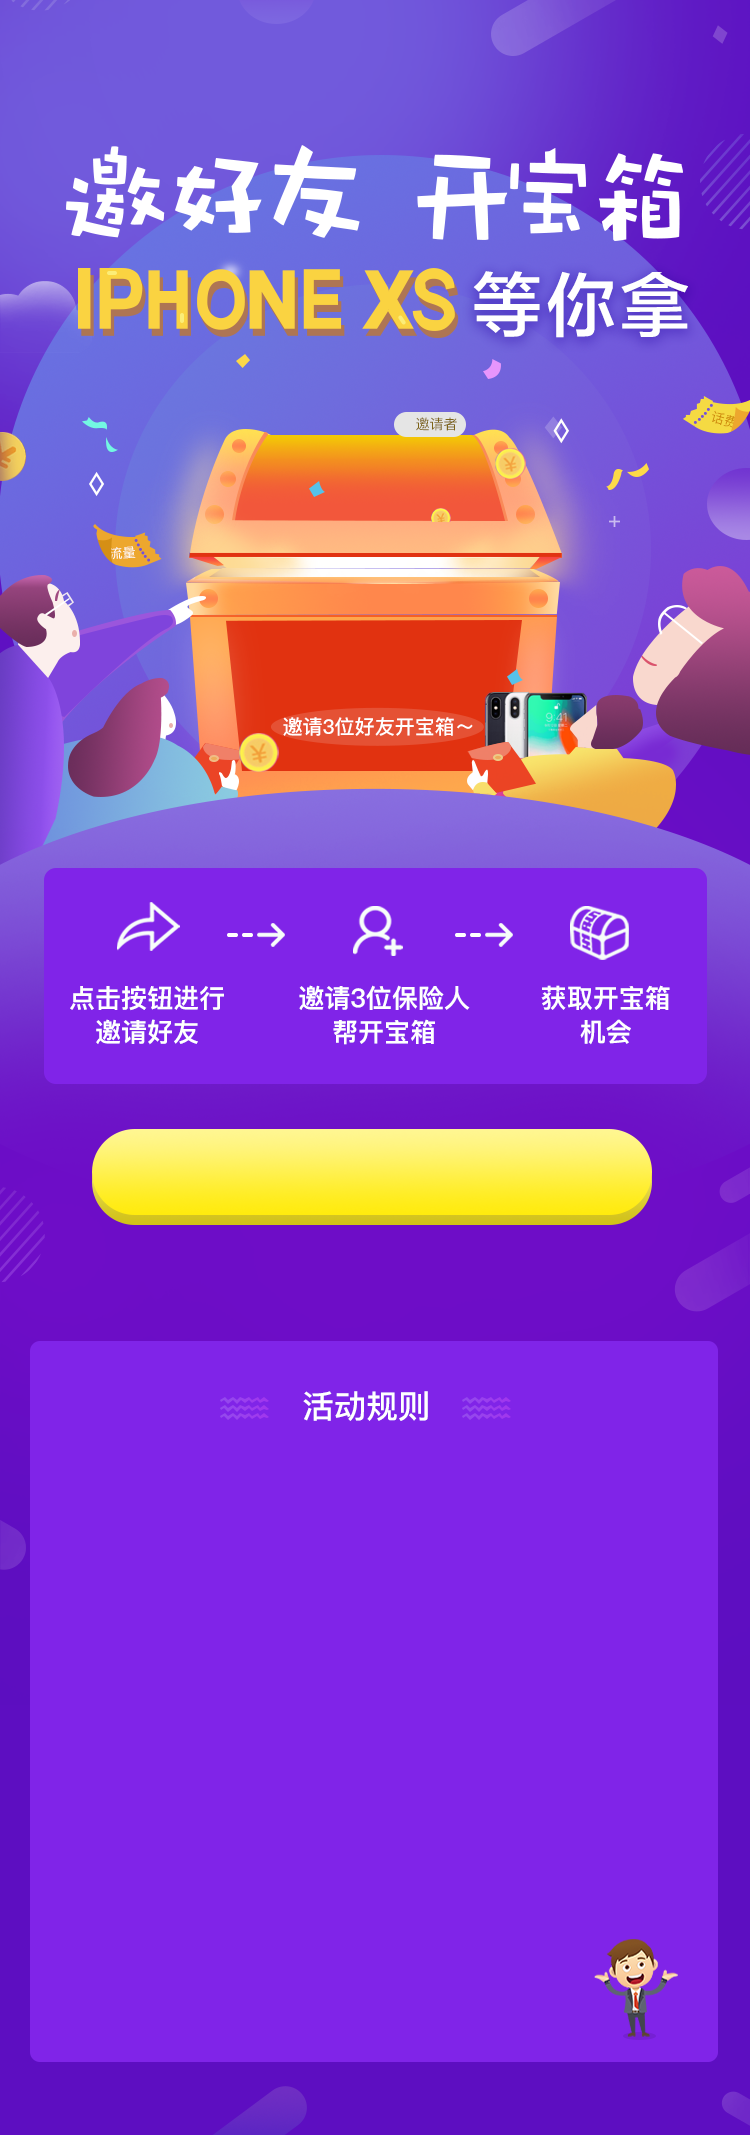 邀好友 开宝箱
IPHONE XS 等你拿
邀请者
话费
流量
9:41
邀请3位好友开宝箱～
点击按钮进行
邀请好友
邀请3位保险人
帮开宝箱
获取开宝箱
机会
活动规则